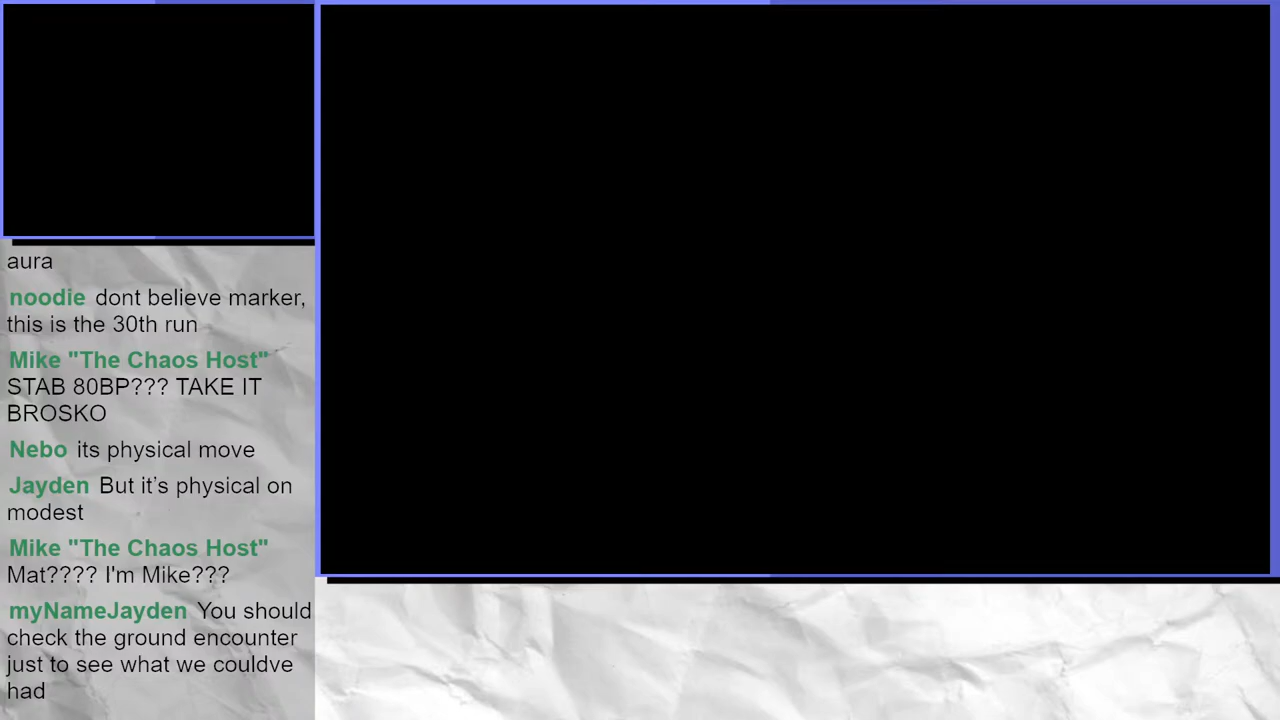 aura
noodie dont believe marker,
this is the 30th run
Mike "The Chaos Host"
STAB 80BP??? TAKE IT
BROSKO
Nebo its physical move
Jayden But it’s physical on
modest
Mike "The Chaos Host"
Mat???? I'm Mike???
myNameJayden You should
check the ground encounter
just to see what we couldve
had